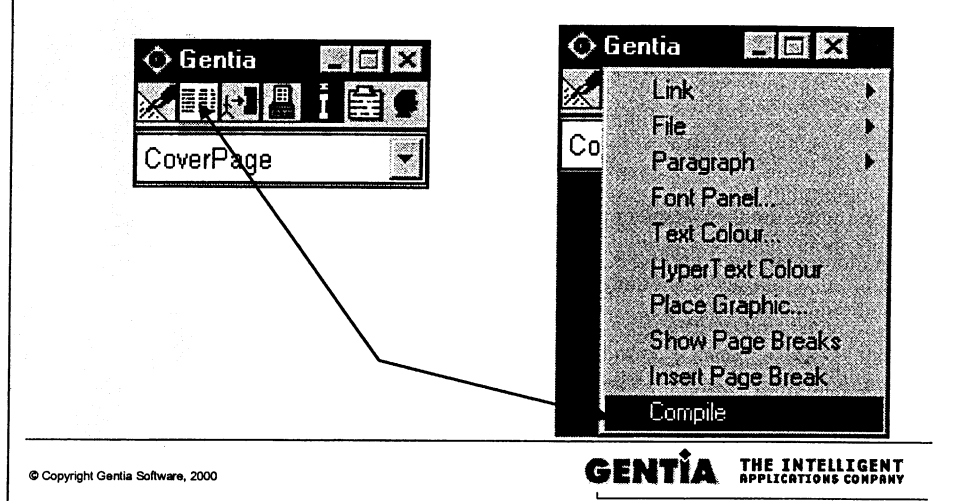 Gentia
CoverPage
Gentia
Co
Link
File
Paragraph
Font Panel...
Text Colour...
HyperText Colour
Place Graphic...
Show Page Breaks
Insert Page Break
Compile
© Copyright Gentia Software, 2000
GENTIA THE INTELLIGENT
APPLICATIONS COMPANY